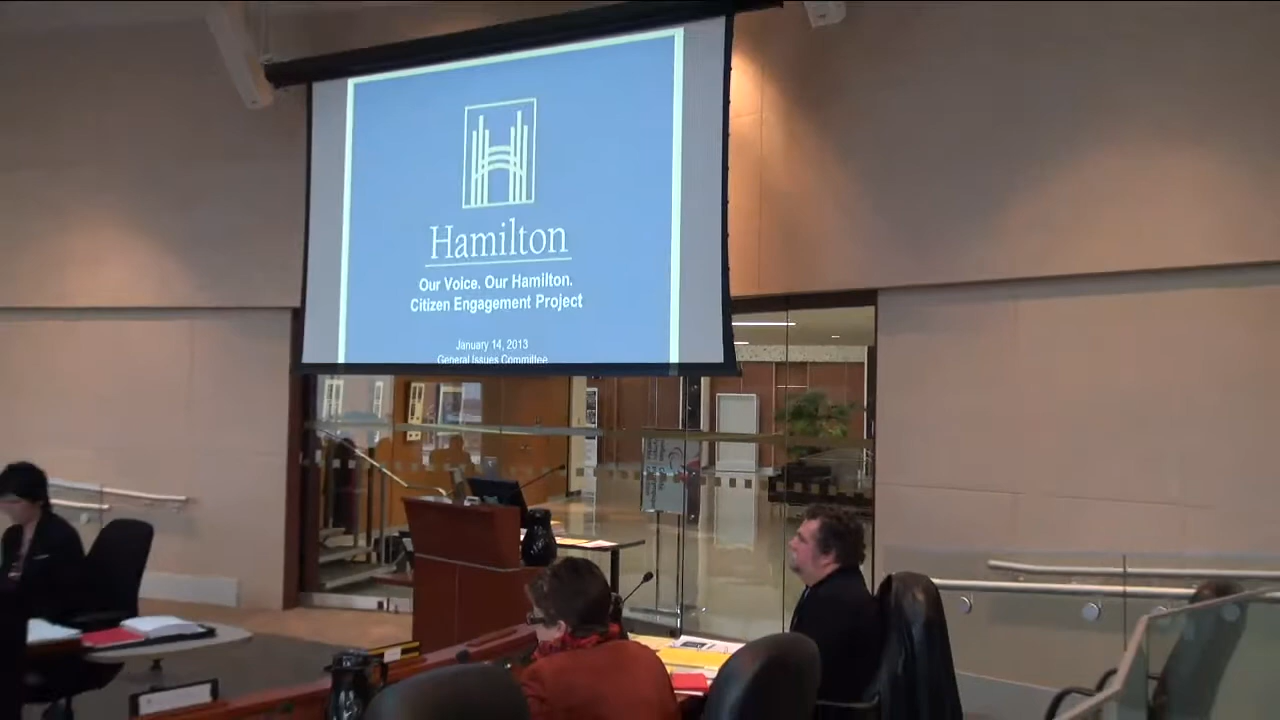 Hamilton
Our Voice. Our Hamilton.
Citizen Engagement Project
January 14, 2013
General Issues Committee